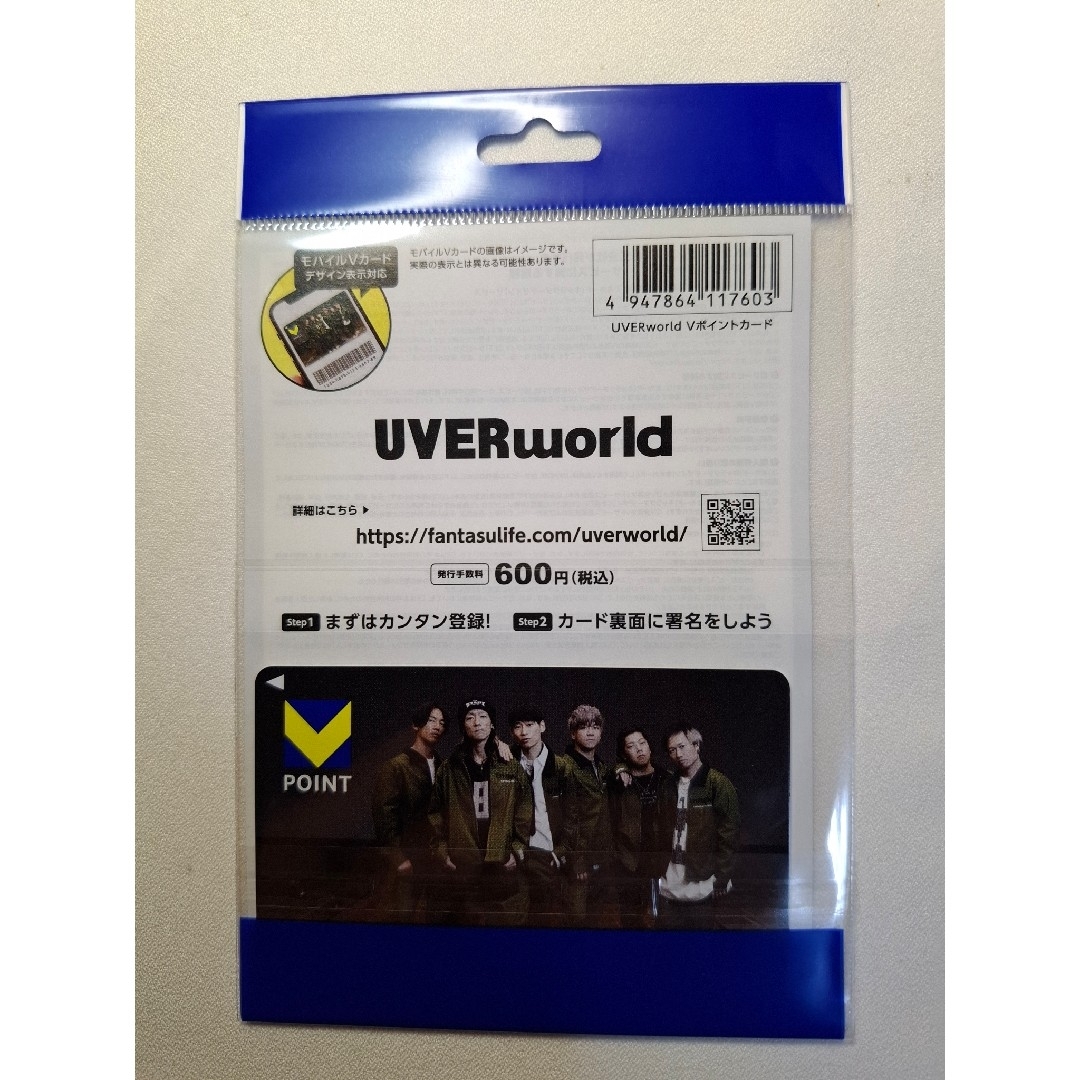 モバイルVカード
デザイン表示対応
モバイルVカードの画像はイメージです。
実際の表示とは異なる可能性あります。
4 947864 117603
UVERworld Vポイントカード
UVERworld
詳細はこちら ▶
https://fantasulife.com/uverworld/
発行手数料 600円(税込)
Step1 まずはカンタン登録! Step2 カード裏面に署名をしよう
V
POINT